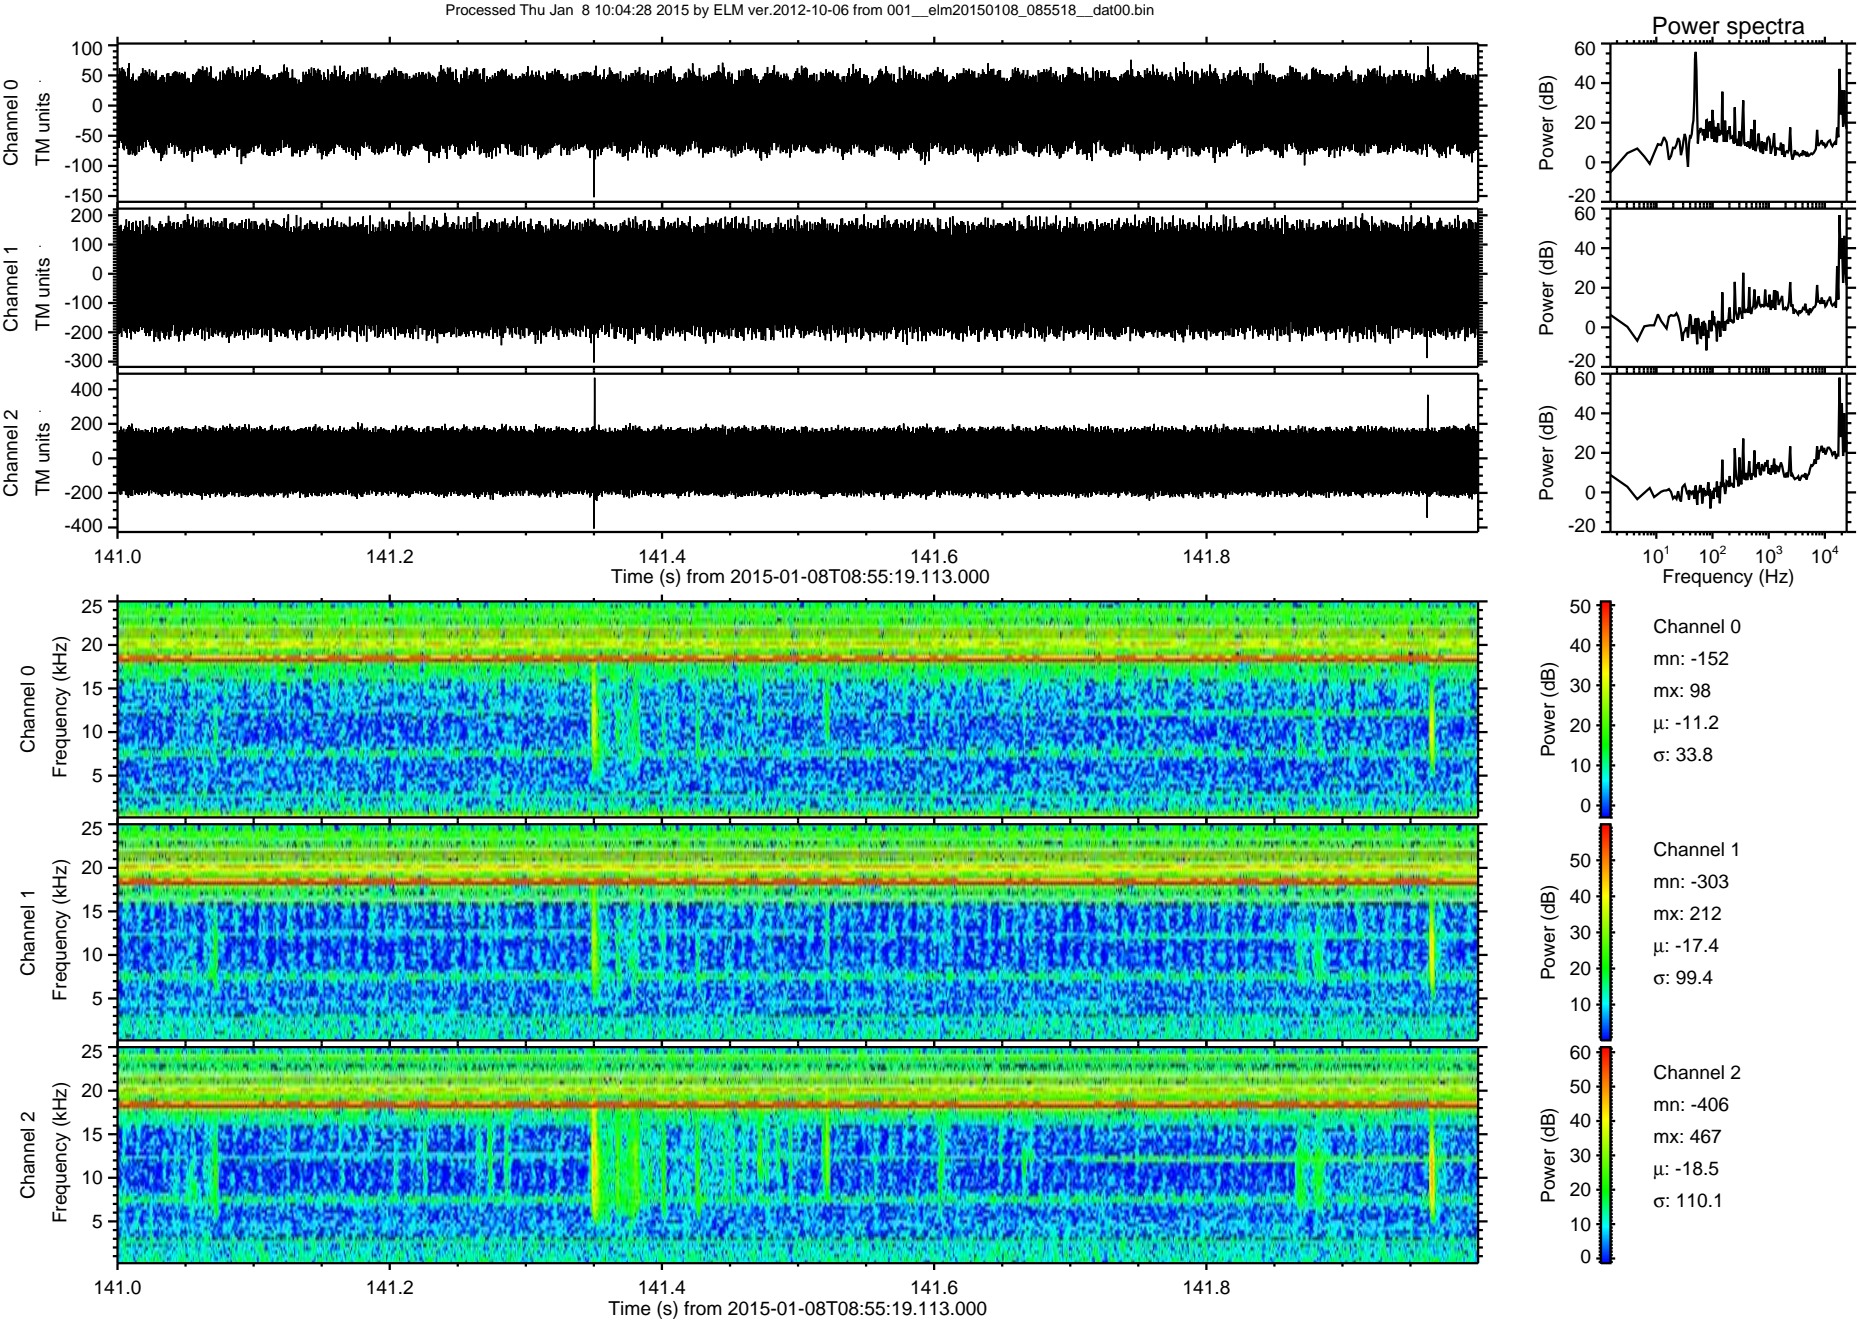 Processed Thu Jan  8 10:04:28 2015 by ELM ver.2012-10-06 from 001__elm20150108_085518__dat00.bin
Power spectra
Channel 0
TM units
100
50
0
-50
-100
-150
Power (dB)
60
40
20
0
-20
Channel 1
TM units
200
100
0
-100
-200
-300
Power (dB)
60
40
20
0
-20
Channel 2
TM units
400
200
0
-200
-400
Power (dB)
60
40
20
0
-20
141.0 141.2 141.4 141.6 141.8
Time (s) from 2015-01-08T08:55:19.113.000
10¹ 10² 10³ 10⁴
Frequency (Hz)
Channel 0
Frequency (kHz)
25
20
15
10
5
Power (dB)
50
40
30
20
10
0
Channel 0
mn: -152
mx: 98
μ: -11.2
σ: 33.8
Channel 1
Frequency (kHz)
25
20
15
10
5
Power (dB)
50
40
30
20
10
Channel 1
mn: -303
mx: 212
μ: -17.4
σ: 99.4
Channel 2
Frequency (kHz)
25
20
15
10
5
Power (dB)
60
50
40
30
20
10
0
Channel 2
mn: -406
mx: 467
μ: -18.5
σ: 110.1
141.0 141.2 141.4 141.6 141.8
Time (s) from 2015-01-08T08:55:19.113.000